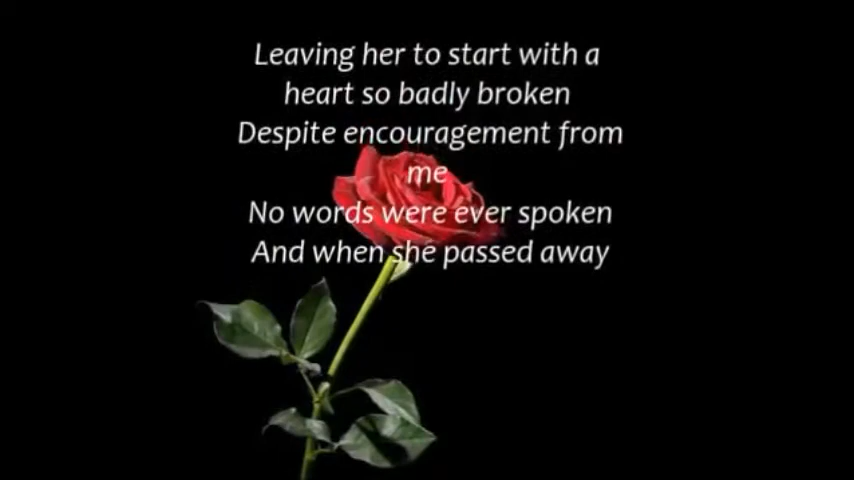 Leaving her to start with a
heart so badly broken
Despite encouragement from
me
No words were ever spoken
And when she passed away